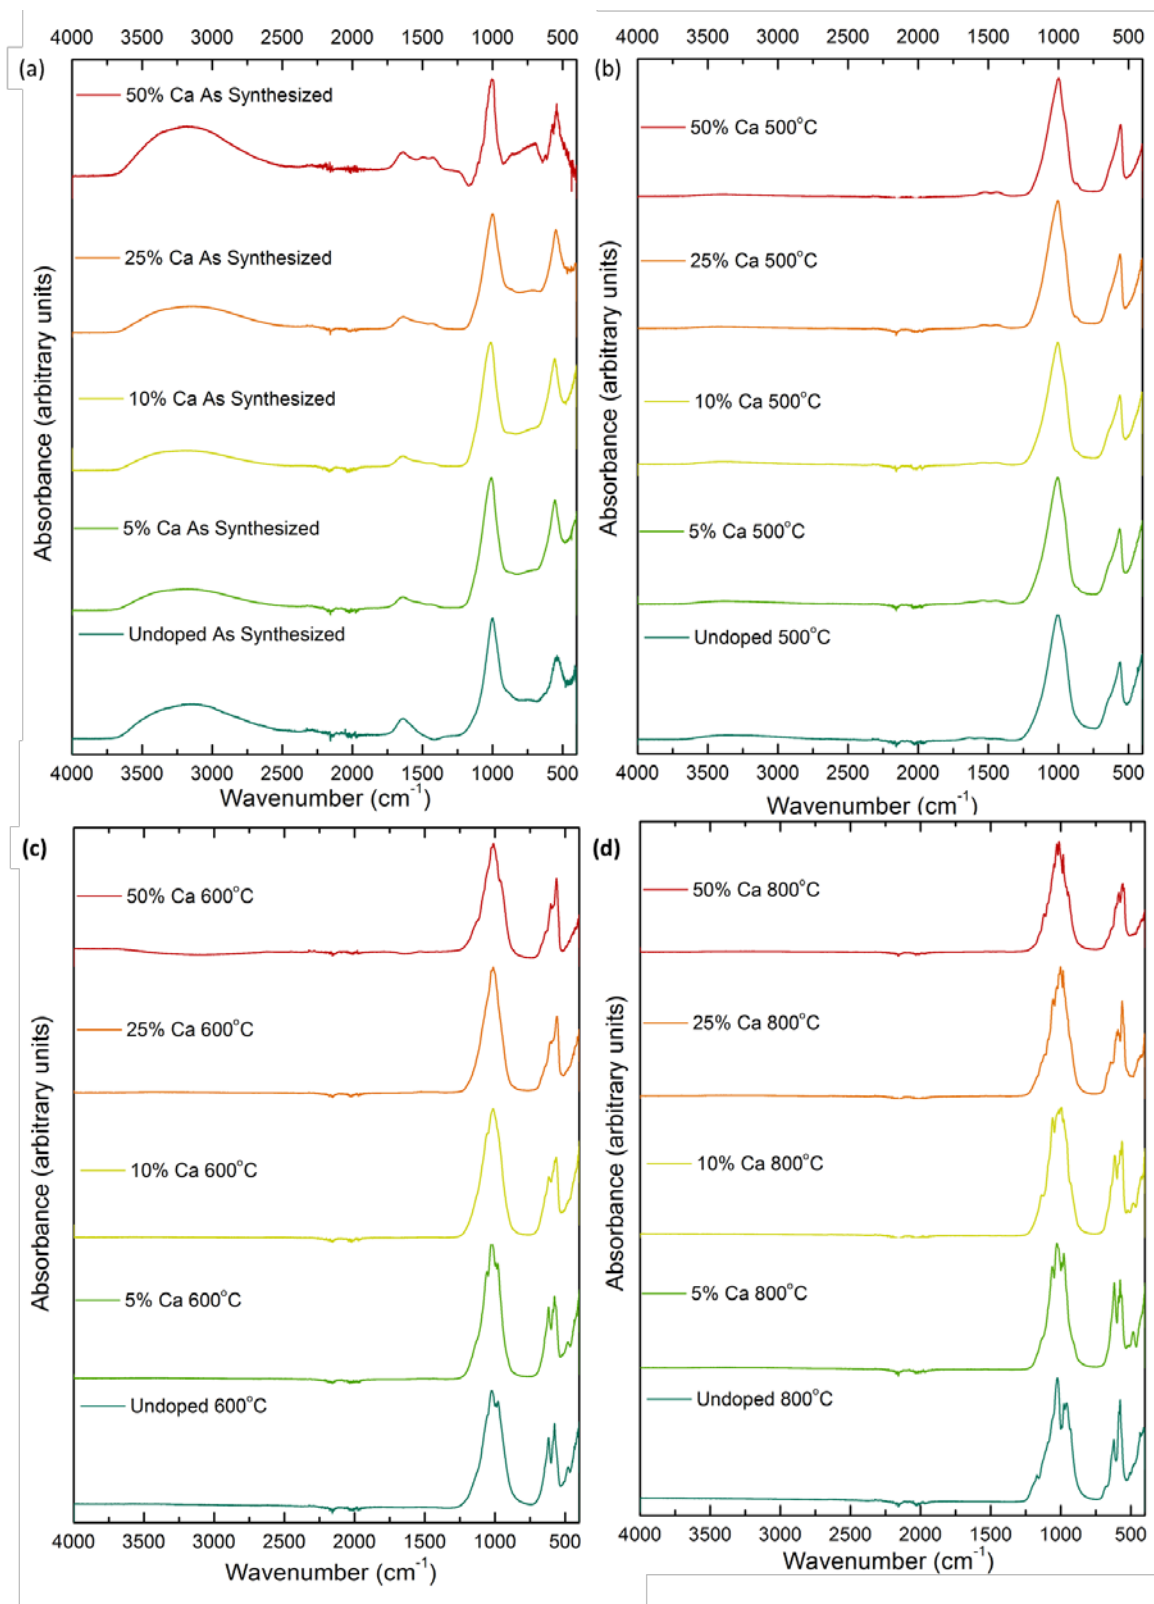 4000 3500 3000 2500 2000 1500 1000 500
4000 3500 3000 2500 2000 1500 1000 500
(a)
50% Ca As Synthesized
25% Ca As Synthesized
10% Ca As Synthesized
5% Ca As Synthesized
Undoped As Synthesized
Absorbance (arbitrary units)
4000 3500 3000 2500 2000 1500 1000 500
Wavenumber (cm⁻¹)
(b)
50% Ca 500°C
25% Ca 500°C
10% Ca 500°C
5% Ca 500°C
Undoped 500°C
Absorbance (arbitrary units)
4000 3500 3000 2500 2000 1500 1000 500
Wavenumber (cm⁻¹)
(c)
50% Ca 600°C
25% Ca 600°C
10% Ca 600°C
5% Ca 600°C
Undoped 600°C
Absorbance (arbitrary units)
4000 3500 3000 2500 2000 1500 1000 500
Wavenumber (cm⁻¹)
(d)
50% Ca 800°C
25% Ca 800°C
10% Ca 800°C
5% Ca 800°C
Undoped 800°C
Absorbance (arbitrary units)
4000 3500 3000 2500 2000 1500 1000 500
Wavenumber (cm⁻¹)